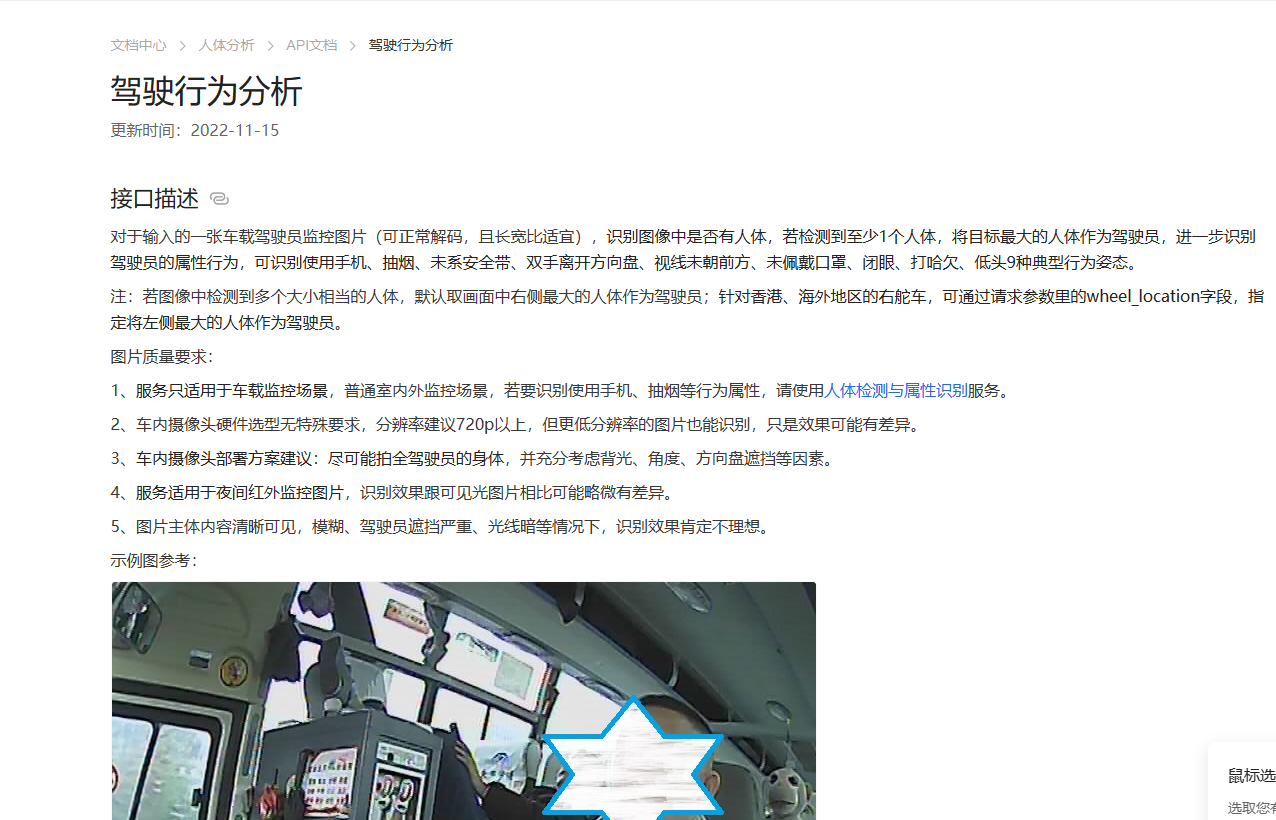 文档中心 > 人体分析 > API文档 > 驾驶行为分析
驾驶行为分析
更新时间：2022-11-15
接口描述
对于输入的一张车载驾驶员监控图片（可正常解码，且长宽比适宜），识别图像中是否有人体，若检测到至少1个人体，将目标最大的人体作为驾驶员，进一步识别
驾驶员的属性行为，可识别使用手机、抽烟、未系安全带、双手离开方向盘、视线未朝前方、未佩戴口罩、闭眼、打哈欠、低头9种典型行为姿态。
注：若图像中检测到多个大小相当的人体，默认取画面中右侧最大的人体作为驾驶员；针对香港、海外地区的右舵车，可通过请求参数里的wheel_location字段，指
定将左侧最大的人体作为驾驶员。
图片质量要求：
1、服务只适用于车载监控场景，普通室内外监控场景，若要识别使用手机、抽烟等行为属性，请使用人体检测与属性识别服务。
2、车内摄像头硬件选型无特殊要求，分辨率建议720p以上，但更低分辨率的图片也能识别，只是效果可能有差异。
3、车内摄像头部署方案建议：尽可能拍全驾驶员的身体，并充分考虑背光、角度、方向盘遮挡等因素。
4、服务适用于夜间红外监控图片，识别效果跟可见光图片相比可能略微有差异。
5、图片主体内容清晰可见，模糊、驾驶员遮挡严重、光线暗等情况下，识别效果肯定不理想。
示例图参考：
鼠标选
选取您有